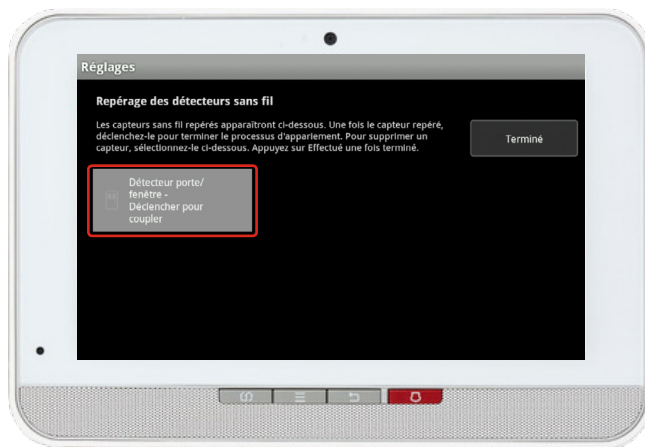 Réglages
Repérage des détecteurs sans fil
Les capteurs sans fil repérés apparaîtront ci-dessous. Une fois le capteur repéré,
déclenchez-le pour terminer le processus d'appariement. Pour supprimer un
capteur, sélectionnez-le ci-dessous. Appuyez sur Effectué une fois terminé.
Terminé
Détecteur porte/
fenêtre -
Déclencher pour
coupler